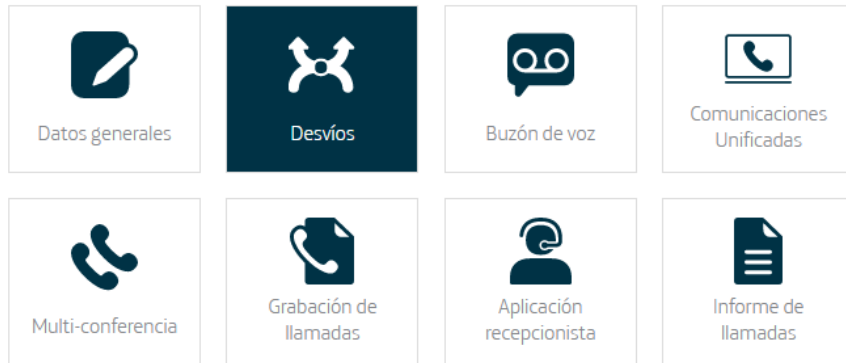 Datos generales
Desvíos
Buzón de voz
Comunicaciones
Unificadas
Multi-conferencia
Grabación de
llamadas
Aplicación
recepcionista
Informe de
llamadas